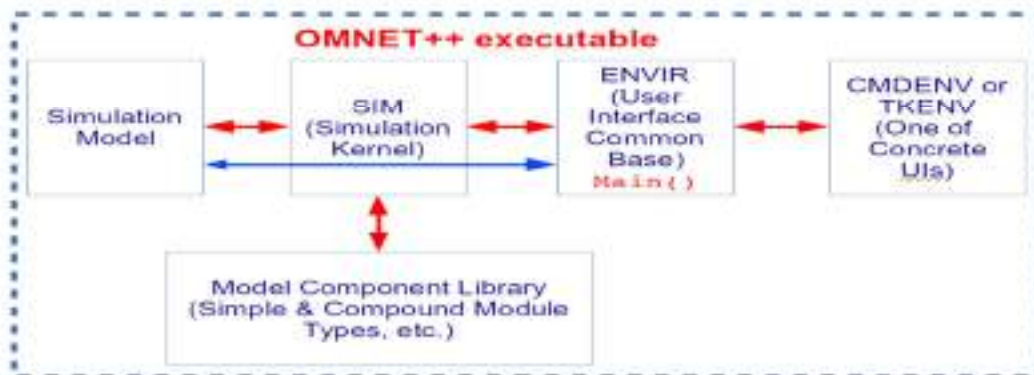 OMNET++ executable
Simulation
Model
SIM
(Simulation
Kernel)
ENVIR
(User
Interface
Common
Base)
Main()
CMDENV or
TKENV
(One of
Concrete
UIs)
Model Component Library
(Simple & Compound Module
Types, etc.)